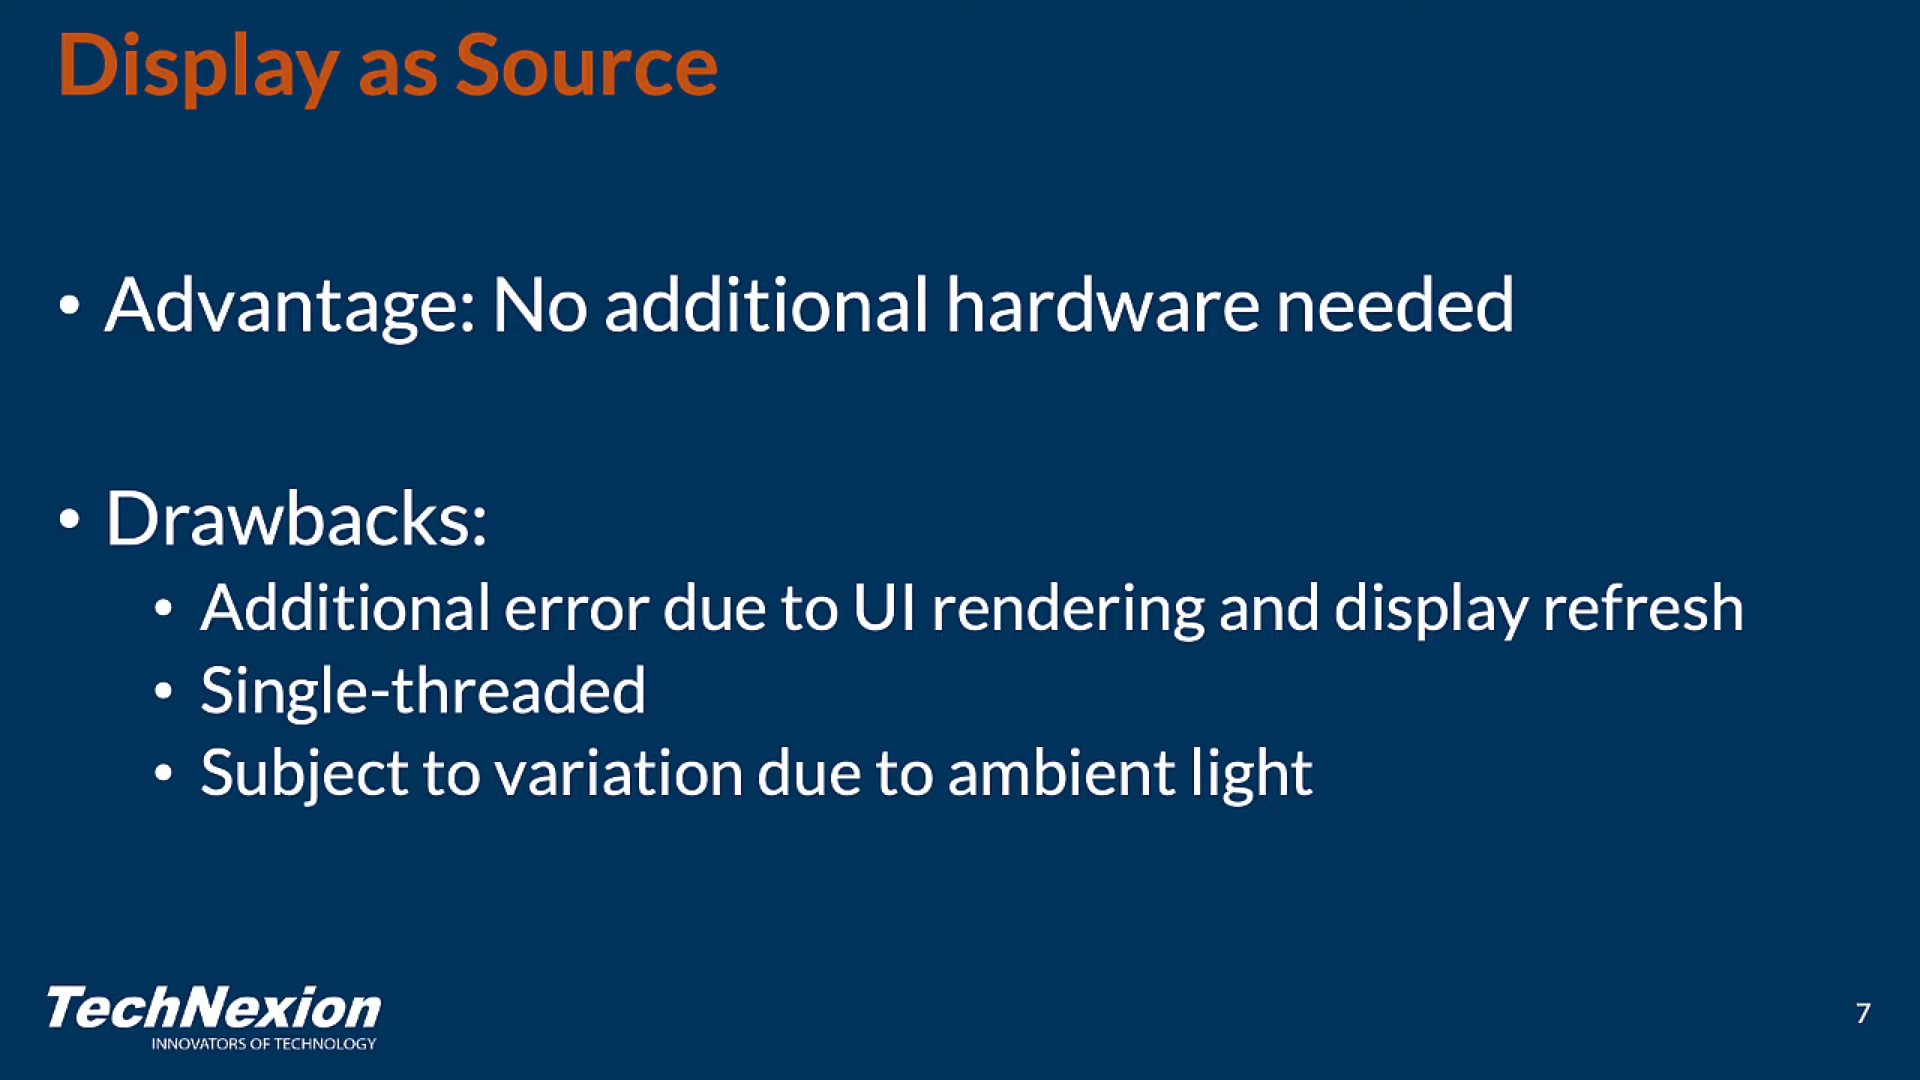 Display as Source
• Advantage: No additional hardware needed
• Drawbacks:
• Additional error due to UI rendering and display refresh
• Single-threaded
• Subject to variation due to ambient light
TechNexion
INNOVATORS OF TECHNOLOGY
7